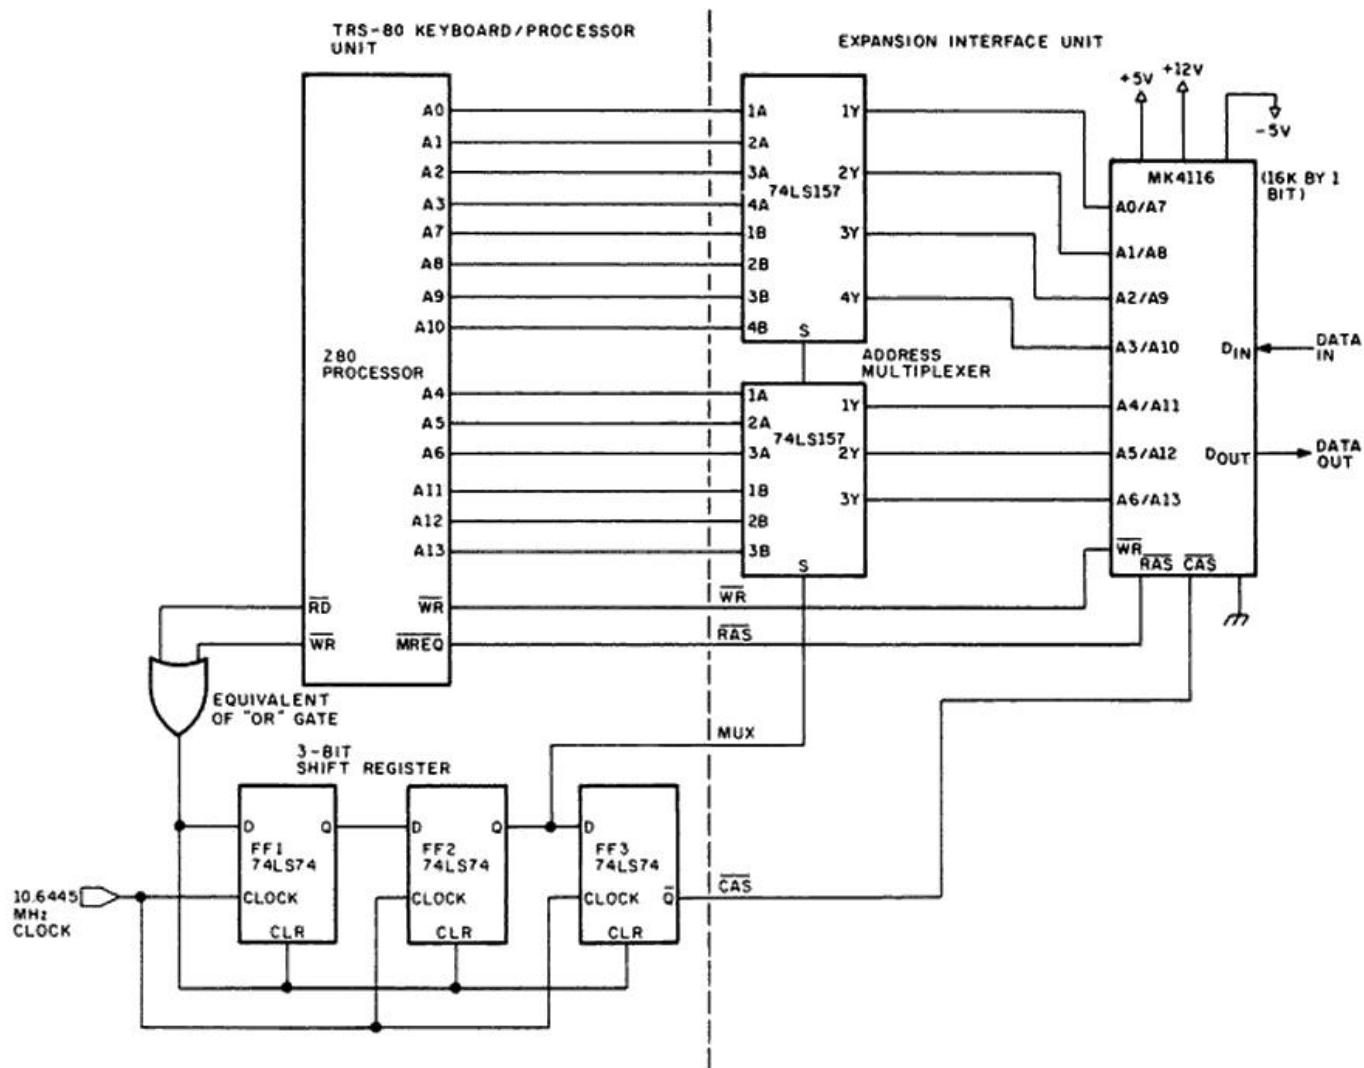 TRS-80 KEYBOARD/PROCESSOR
UNIT
EXPANSION INTERFACE UNIT
+5V
+12V
-5V
A0
A1
A2
A3
A7
A8
A9
A10
280
PROCESSOR
A4
A5
A6
A11
A12
A13
RD
WR
WR
MREQ
1A
2A
3A
4A
1B
2B
3B
4B
74LS157
1Y
2Y
3Y
4Y
S
ADDRESS
MULTIPLEXER
1A
2A
3A
1B
2B
3B
74LS157
1Y
2Y
3Y
S
MK4116
(16K BY 1
BIT)
A0/A7
A1/A8
A2/A9
A3/A10
A4/A11
A5/A12
A6/A13
WR
RAS
CAS
DIN
DATA
IN
DOUT
DATA
OUT
WR
RAS
EQUIVALENT
OF "OR" GATE
MUX
3-BIT
SHIFT REGISTER
D
Q
FF1
74LS74
CLOCK
CLR
D
Q
FF2
74LS74
CLOCK
CLR
D
FF3
74LS74
CLOCK
Q
CLR
CAS
10.6445
MHz
CLOCK